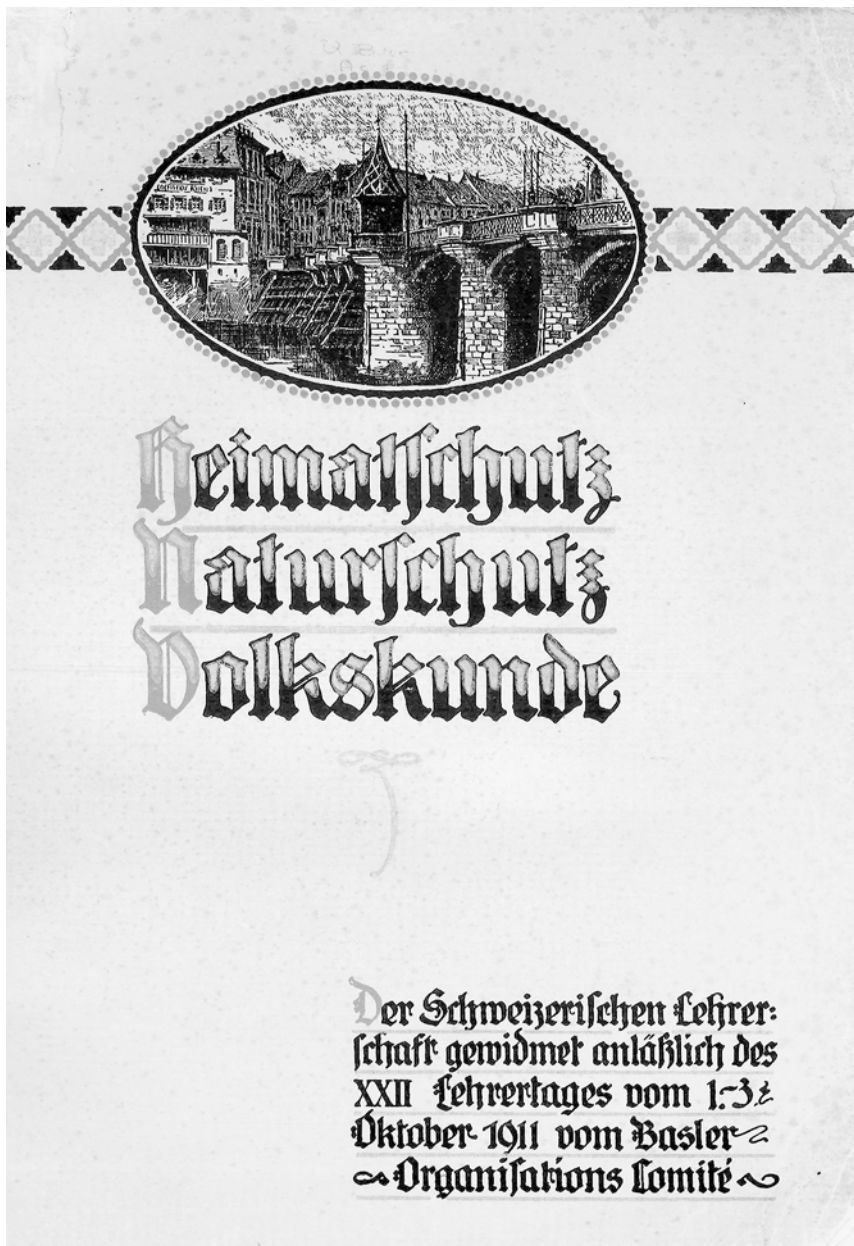 Heimatschutz
Naturschutz
Volkskunde
Der Schweizerischen Lehrer-
schaft gewidmet anläßlich des
XXII Lehrertages vom 1.-3.
Oktober 1911 vom Basler
Organisations Comité